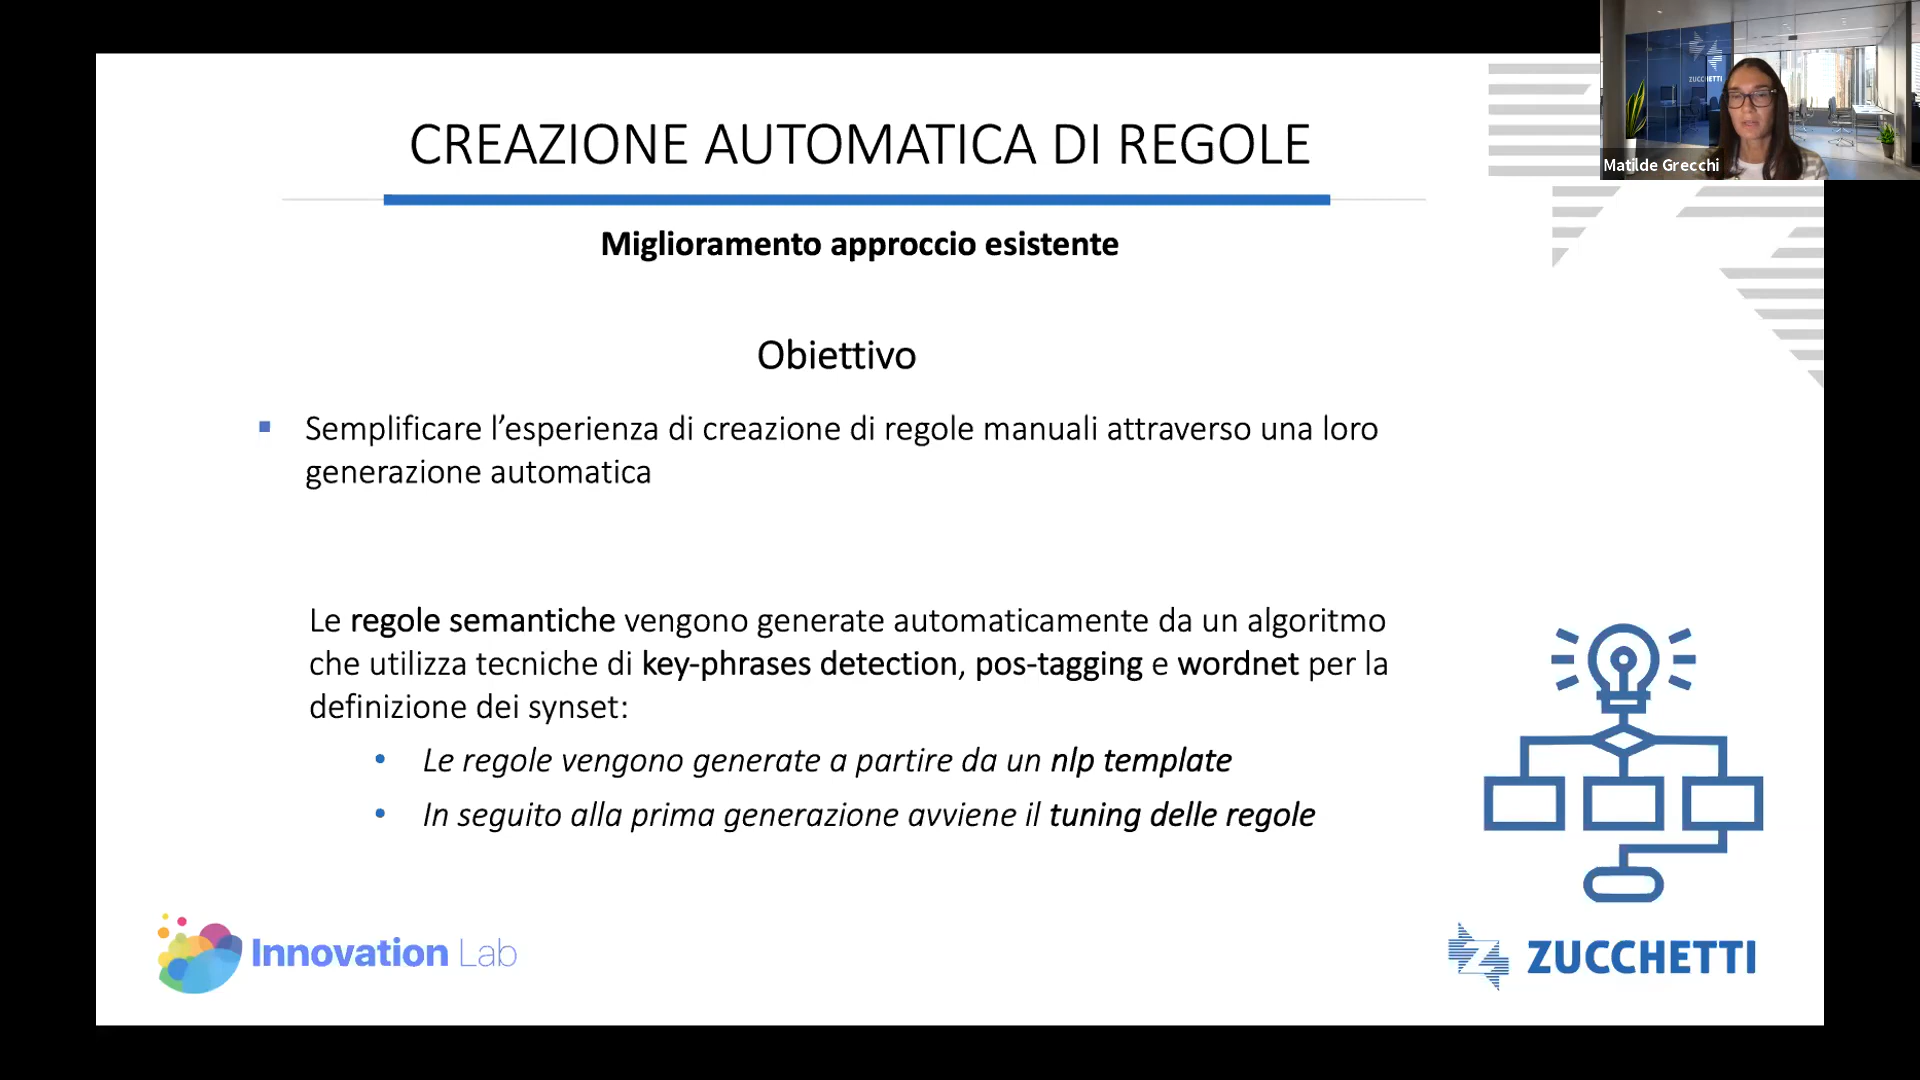 CREAZIONE AUTOMATICA DI REGOLE
ZUCCHETTI
Matilde Grecchi
Miglioramento approccio esistente
Obiettivo
▪ Semplificare l’esperienza di creazione di regole manuali attraverso una loro
generazione automatica
Le regole semantiche vengono generate automaticamente da un algoritmo
che utilizza tecniche di key-phrases detection, pos-tagging e wordnet per la
definizione dei synset:
• Le regole vengono generate a partire da un nlp template
• In seguito alla prima generazione avviene il tuning delle regole
Innovation Lab
ZUCCHETTI